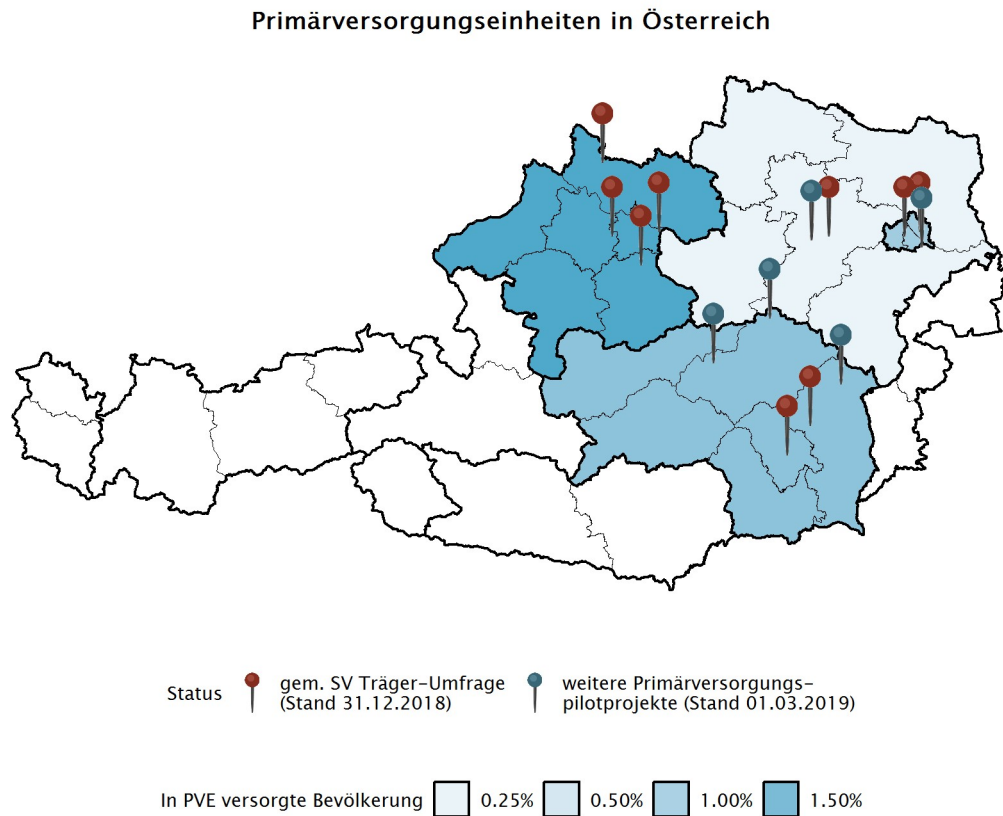 Primärversorgungseinheiten in Österreich
Status
gem. SV Träger-Umfrage
(Stand 31.12.2018)
weitere Primärversorgungs-
pilotprojekte (Stand 01.03.2019)
In PVE versorgte Bevölkerung 0.25% 0.50% 1.00% 1.50%